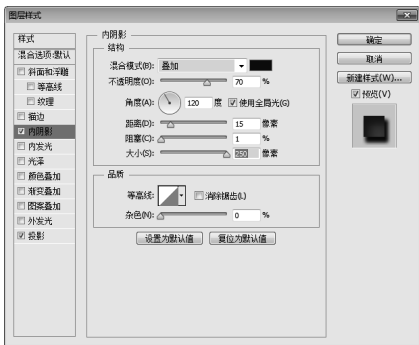 图层样式
样式
混合选项:默认
斜面和浮雕
等高线
纹理
描边
内阴影
内发光
光泽
颜色叠加
渐变叠加
图案叠加
外发光
投影
内阴影
结构
混合模式(B): 叠加
不透明度(O): 70 %
角度(A): 120 度 使用全局光(G)
距离(D): 15 像素
阻塞(C): 1 %
大小(S): 250 像素
品质
等高线: 消除锯齿(L)
杂色(N): 0 %
设置为默认值 复位为默认值
确定
取消
新建样式(W)...
预览(V)